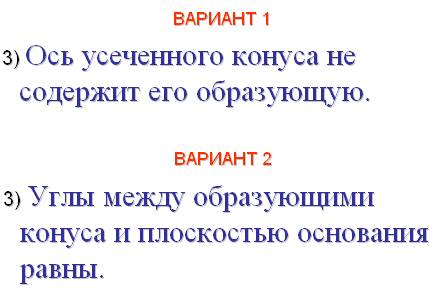 ВАРИАНТ 1
3) Ось усеченного конуса не
содержит его образующую.
ВАРИАНТ 2
3) Углы между образующими
конуса и плоскостью основания
равны.